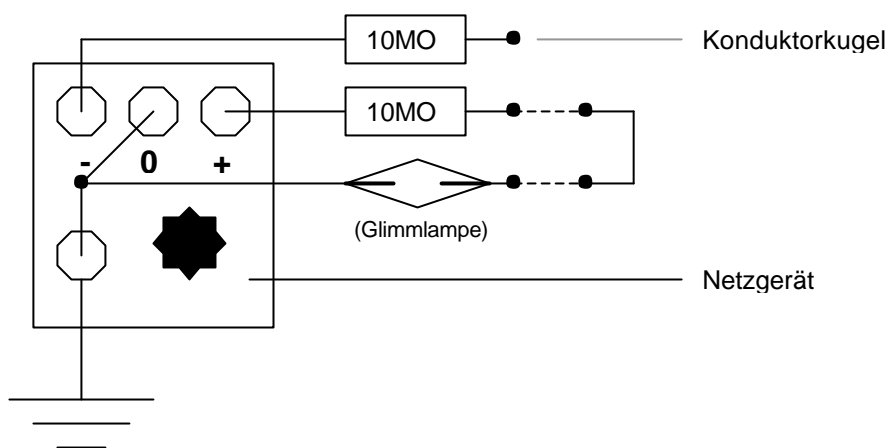 10MO
Konduktorkugel
10MO
- 0 +
(Glimmlampe)
Netzgerät